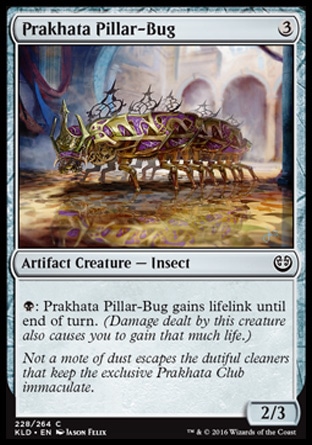 Prakhata Pillar-Bug 3
Artifact Creature — Insect
: Prakhata Pillar-Bug gains lifelink until
end of turn. (Damage dealt by this creature
also causes you to gain that much life.)
Not a mote of dust escapes the dutiful cleaners
that keep the exclusive Prakhata Club
immaculate.
2/3
228/264 C
KLD • EN Jason Felix
™ & © 2016 Wizards of the Coast